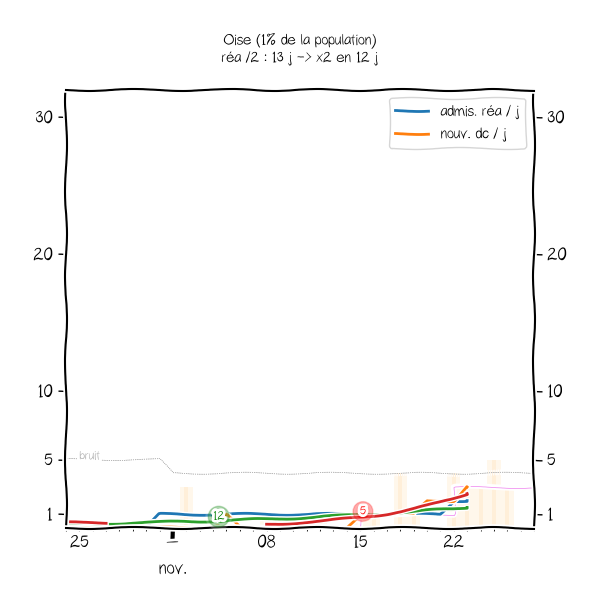 Oise (1% de la population)
réa /2 : 13 j -> x2 en 12 j
admis. réa / j
nouv. dc / j
30
30
20
20
10
10
5
5
1
1
bruit
12
5
25
1
08
15
22
nov.